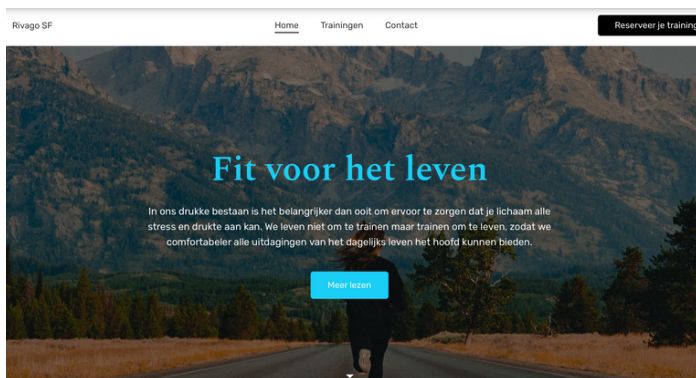 Rivago SF
Home
Trainingen
Contact
Reserveer je training
Fit voor het leven
In ons drukke bestaan is het belangrijker dan ooit om ervoor te zorgen dat je lichaam alle
stress en drukte aan kan. We leven niet om te trainen maar trainen om te leven, zodat we
comfortabeler alle uitdagingen van het dagelijks leven het hoofd kunnen bieden.
Meer lezen